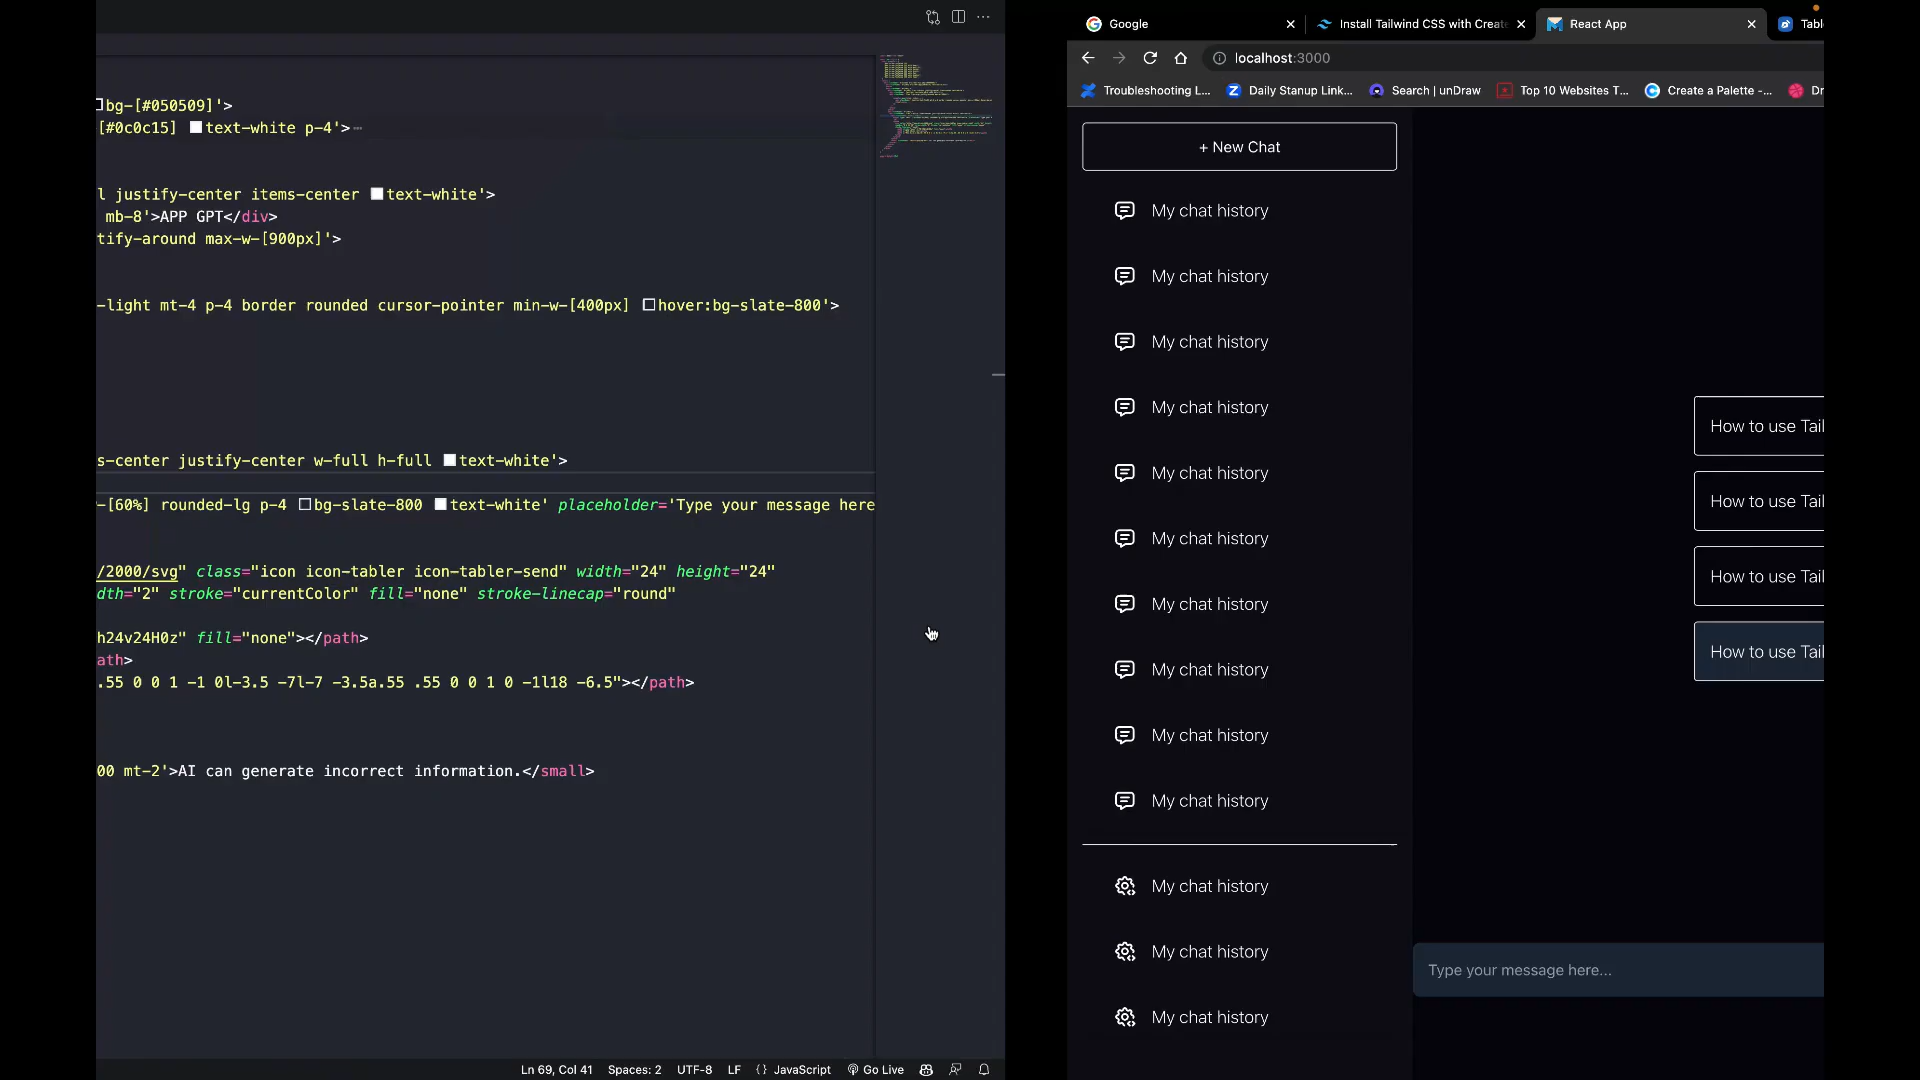 bg-[#050509]'>
[#0c0c15] text-white p-4'>
l justify-center items-center text-white'>
mb-8'>APP GPT</div>
tify-around max-w-[900px]'>
-light mt-4 p-4 border rounded cursor-pointer min-w-[400px] hover:bg-slate-800'>
s-center justify-center w-full h-full text-white'>
-[60%] rounded-lg p-4 bg-slate-800 text-white' placeholder='Type your message here
/2000/svg" class="icon icon-tabler icon-tabler-send" width="24" height="24"
dth="2" stroke="currentColor" fill="none" stroke-linecap="round"
h24v24H0z" fill="none"></path>
ath>
.55 0 0 1 -1 0l-3.5 -7l-7 -3.5a.55 .55 0 0 1 0 -1l18 -6.5"></path>
00 mt-2'>AI can generate incorrect information.</small>
Ln 69, Col 41 Spaces: 2 UTF-8 LF {} JavaScript Go Live
Google Install Tailwind CSS with Create React App Tabl
localhost:3000
Troubleshooting L... Daily Stanup Link... Search | unDraw Top 10 Websites T... Create a Palette -... Dr
+ New Chat
My chat history
My chat history
My chat history
My chat history
My chat history
My chat history
My chat history
My chat history
My chat history
My chat history
My chat history
My chat history
My chat history
How to use Tail
How to use Tail
How to use Tail
How to use Tail
Type your message here...